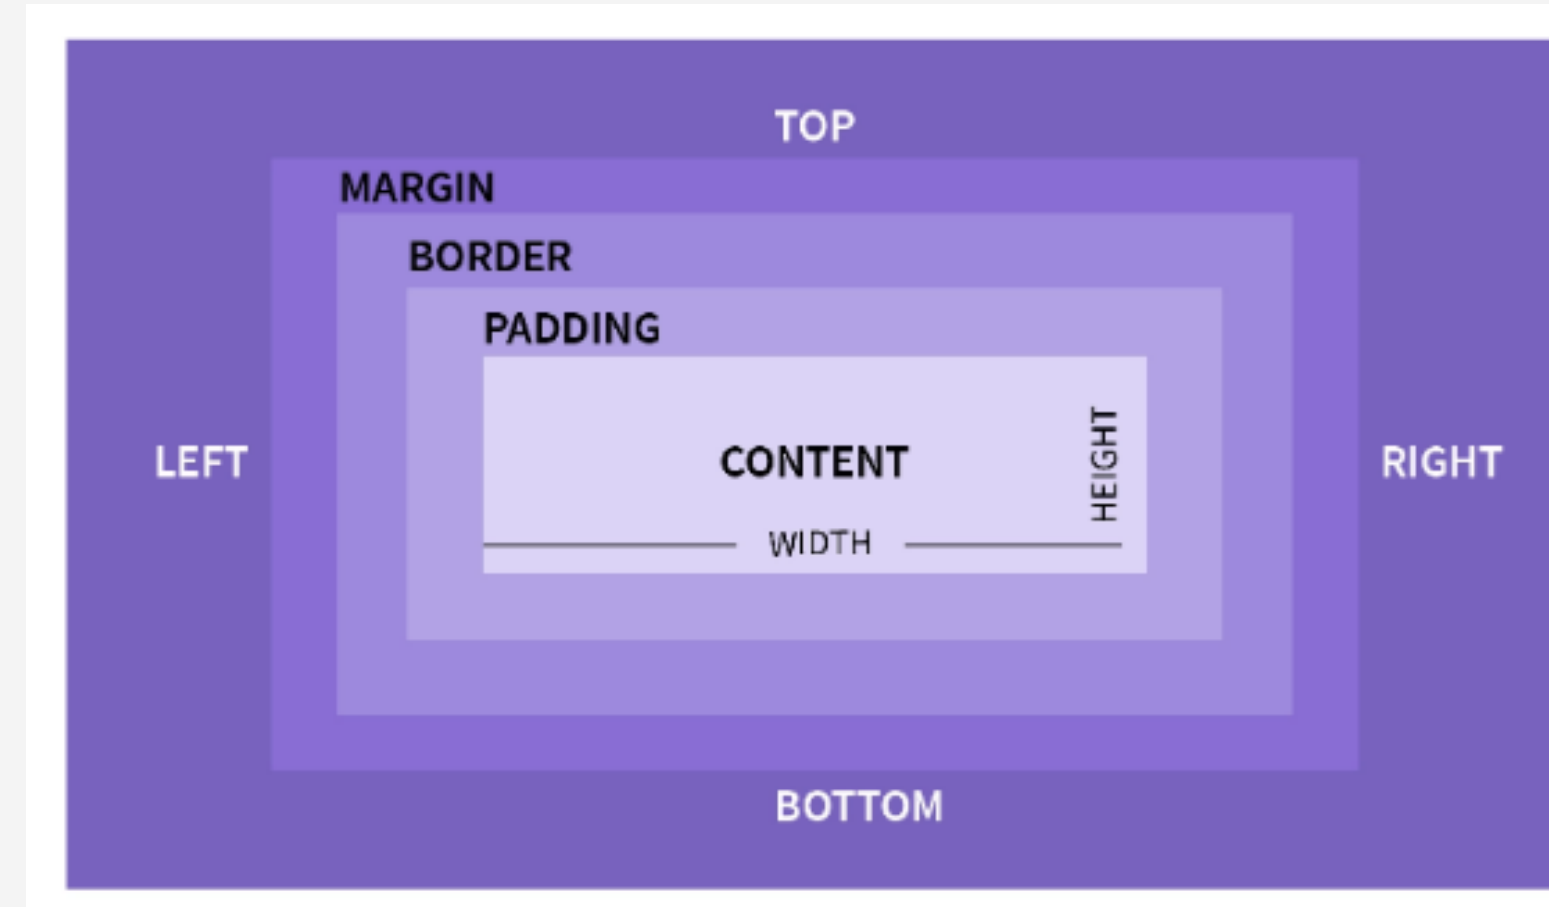 TOP
MARGIN
BORDER
PADDING
LEFT
CONTENT
HEIGHT
RIGHT
WIDTH
BOTTOM